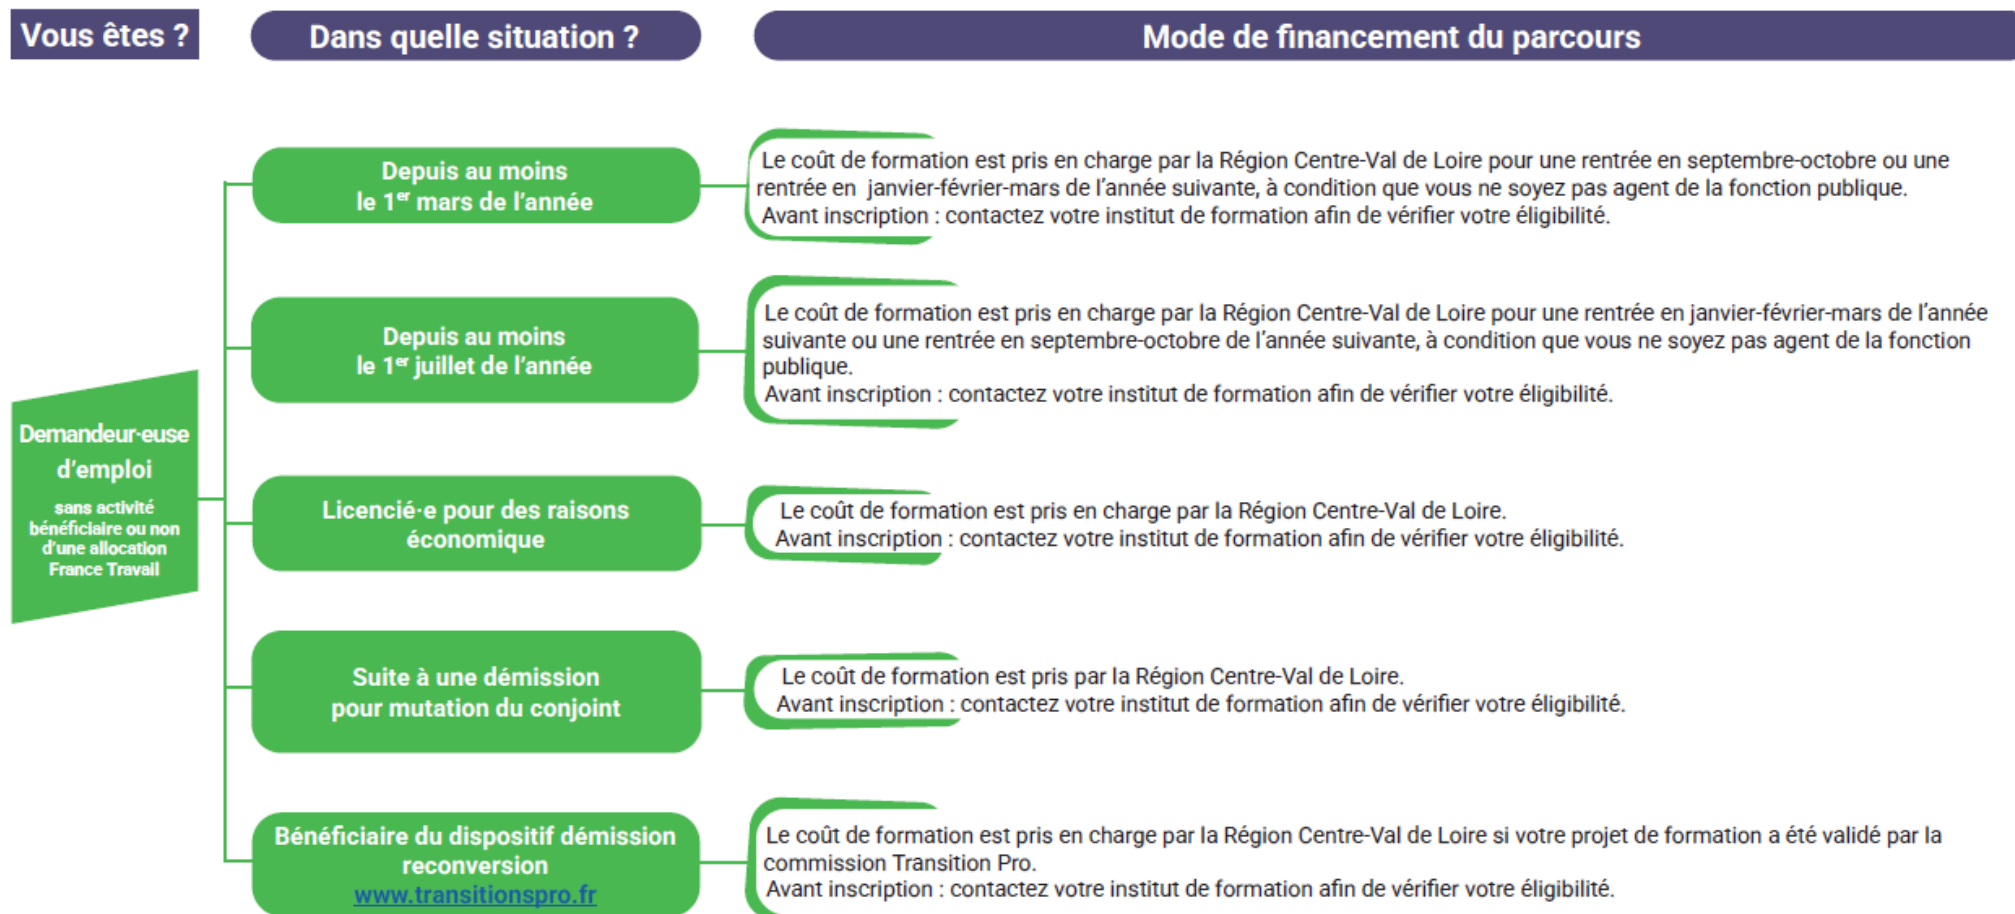 Vous êtes ?
Dans quelle situation ?
Mode de financement du parcours
Demandeur·euse
d'emploi
sans activité
bénéficiaire ou non
d'une allocation
France Travail
Depuis au moins
le 1er mars de l'année
Le coût de formation est pris en charge par la Région Centre-Val de Loire pour une rentrée en septembre-octobre ou une
rentrée en janvier-février-mars de l'année suivante, à condition que vous ne soyez pas agent de la fonction publique.
Avant inscription : contactez votre institut de formation afin de vérifier votre éligibilité.
Depuis au moins
le 1er juillet de l'année
Le coût de formation est pris en charge par la Région Centre-Val de Loire pour une rentrée en janvier-février-mars de l'année
suivante ou une rentrée en septembre-octobre de l'année suivante, à condition que vous ne soyez pas agent de la fonction
publique.
Avant inscription : contactez votre institut de formation afin de vérifier votre éligibilité.
Licencié·e pour des raisons
économique
Le coût de formation est pris en charge par la Région Centre-Val de Loire.
Avant inscription : contactez votre institut de formation afin de vérifier votre éligibilité.
Suite à une démission
pour mutation du conjoint
Le coût de formation est pris par la Région Centre-Val de Loire.
Avant inscription : contactez votre institut de formation afin de vérifier votre éligibilité.
Bénéficiaire du dispositif démission
reconversion
www.transitionspro.fr
Le coût de formation est pris en charge par la Région Centre-Val de Loire si votre projet de formation a été validé par la
commission Transition Pro.
Avant inscription : contactez votre institut de formation afin de vérifier votre éligibilité.